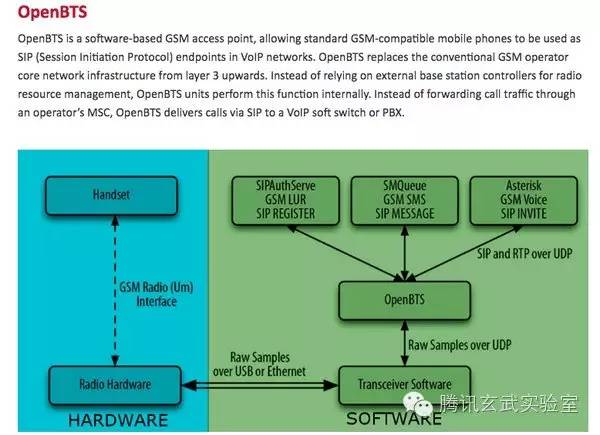 OpenBTS
OpenBTS is a software-based GSM access point, allowing standard GSM-compatible mobile phones to be used as
SIP (Session Initiation Protocol) endpoints in VoIP networks. OpenBTS replaces the conventional GSM operator
core network infrastructure from layer 3 upwards. Instead of relying on external base station controllers for radio
resource management, OpenBTS units perform this function internally. Instead of forwarding call traffic through
an operator's MSC, OpenBTS delivers calls via SIP to a VoIP soft switch or PBX.
Handset
SIPAuthServe
GSM LUR
SIP REGISTER
SMQueue
GSM SMS
SIP MESSAGE
Asterisk
GSM Voice
SIP INVITE
SIP and RTP over UDP
GSM Radio (Um)
Interface
OpenBTS
Raw Samples over UDP
Raw Samples
over USB or Ethernet
Radio Hardware
Transceiver Software
HARDWARE
SOFTWARE
腾讯玄武实验室